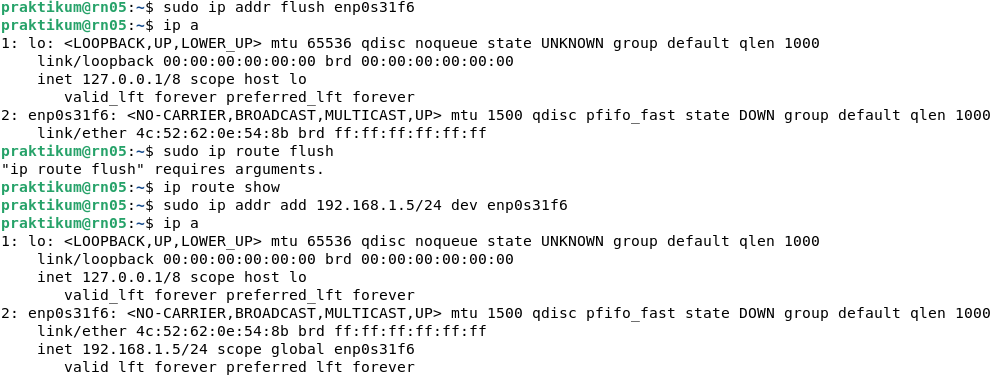 praktikum@rn05:~$ sudo ip addr flush enp0s31f6
praktikum@rn05:~$ ip a
1: lo: <LOOPBACK,UP,LOWER_UP> mtu 65536 qdisc noqueue state UNKNOWN group default qlen 1000
    link/loopback 00:00:00:00:00:00 brd 00:00:00:00:00:00
    inet 127.0.0.1/8 scope host lo
       valid_lft forever preferred_lft forever
2: enp0s31f6: <NO-CARRIER,BROADCAST,MULTICAST,UP> mtu 1500 qdisc pfifo_fast state DOWN group default qlen 1000
    link/ether 4c:52:62:0e:54:8b brd ff:ff:ff:ff:ff:ff
praktikum@rn05:~$ sudo ip route flush
"ip route flush" requires arguments.
praktikum@rn05:~$ ip route show
praktikum@rn05:~$ sudo ip addr add 192.168.1.5/24 dev enp0s31f6
praktikum@rn05:~$ ip a
1: lo: <LOOPBACK,UP,LOWER_UP> mtu 65536 qdisc noqueue state UNKNOWN group default qlen 1000
    link/loopback 00:00:00:00:00:00 brd 00:00:00:00:00:00
    inet 127.0.0.1/8 scope host lo
       valid_lft forever preferred_lft forever
2: enp0s31f6: <NO-CARRIER,BROADCAST,MULTICAST,UP> mtu 1500 qdisc pfifo_fast state DOWN group default qlen 1000
    link/ether 4c:52:62:0e:54:8b brd ff:ff:ff:ff:ff:ff
    inet 192.168.1.5/24 scope global enp0s31f6
       valid lft forever preferred lft forever